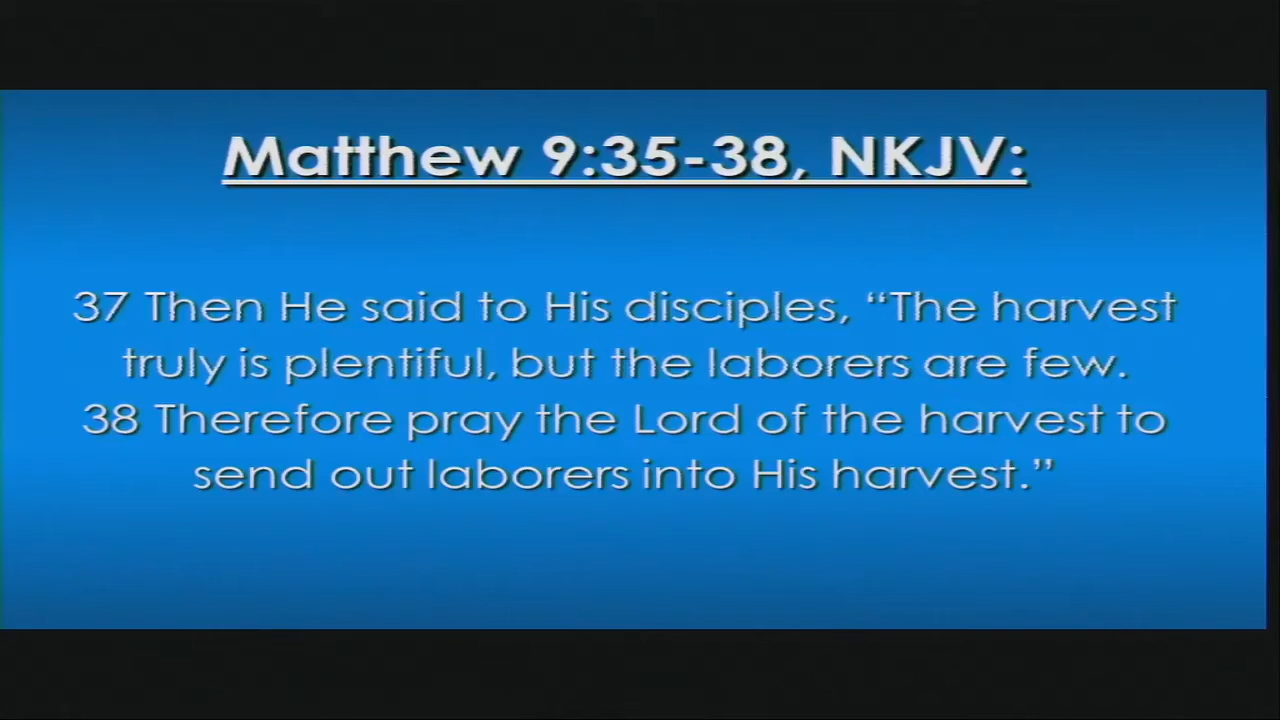 Matthew 9:35-38, NKJV:
37 Then He said to His disciples, “The harvest
truly is plentiful, but the laborers are few.
38 Therefore pray the Lord of the harvest to
send out laborers into His harvest.”